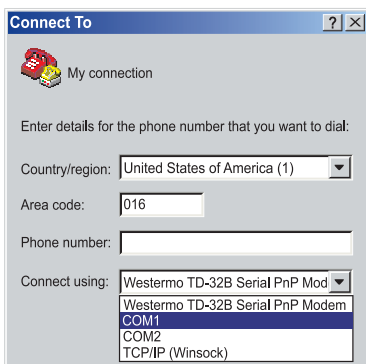 Connect To
My connection
Enter details for the phone number that you want to dial:
Country/region: United States of America (1)
Area code: 016
Phone number:
Connect using: Westermo TD-32B Serial PnP Mod
Westermo TD-32B Serial PnP Modem
COM1
COM2
TCP/IP (Winsock)